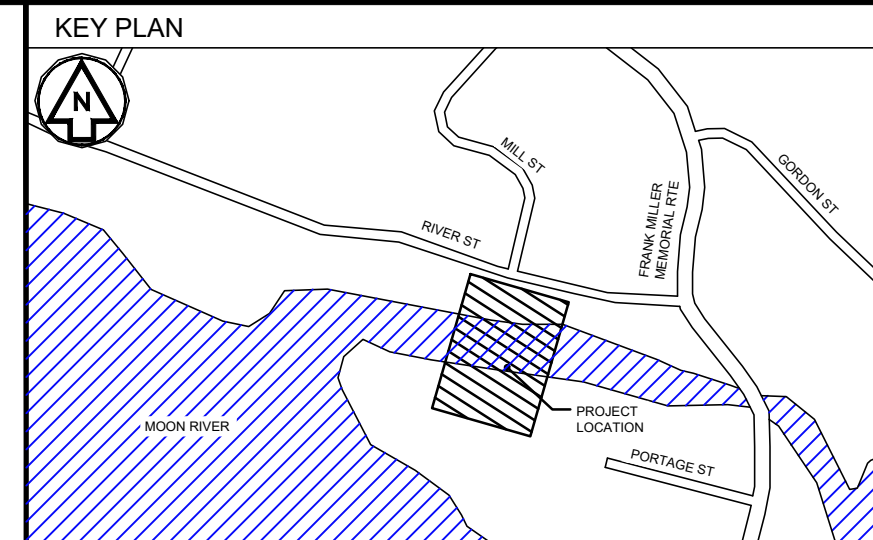 KEY PLAN
N
MILL ST
GORDON ST
FRANK MILLER
MEMORIAL RTE
RIVER ST
PROJECT
LOCATION
MOON RIVER
PORTAGE ST